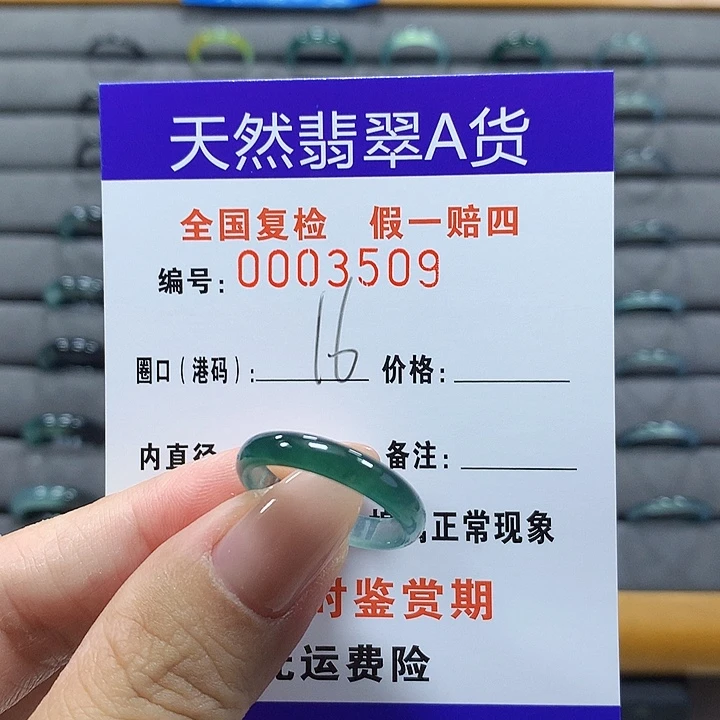 天然翡翠A货
全国复检 假一赔四
编号: 0003509
圈口(港码): 16 价格:
内直径 备注:
正常现象
时鉴赏期
运费险